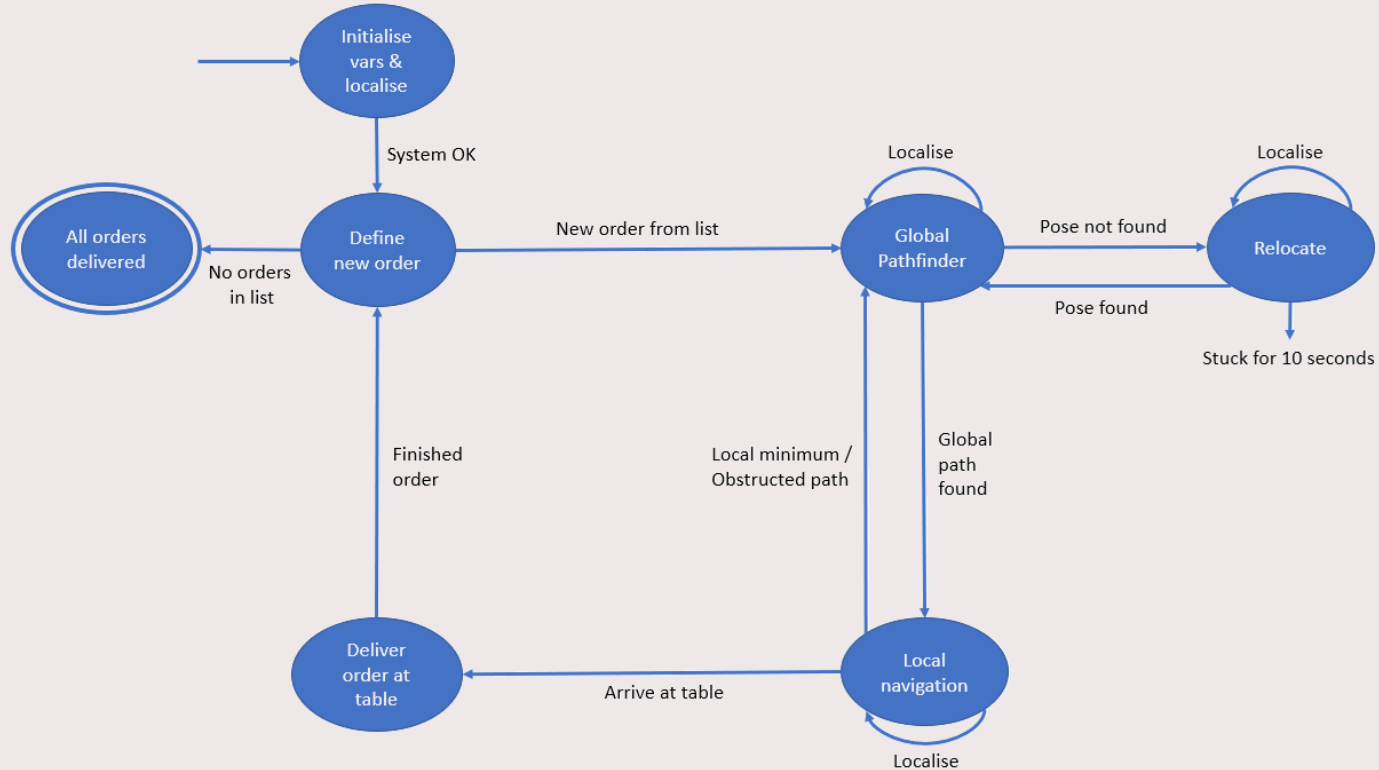 Initialise
vars &
localise
System OK
Localise
Localise
All orders
delivered
No orders
in list
Define
new order
New order from list
Global
Pathfinder
Pose not found
Relocate
Pose found
Stuck for 10 seconds
Finished
order
Local minimum /
Obstructed path
Global
path
found
Deliver
order at
table
Arrive at table
Local
navigation
Localise